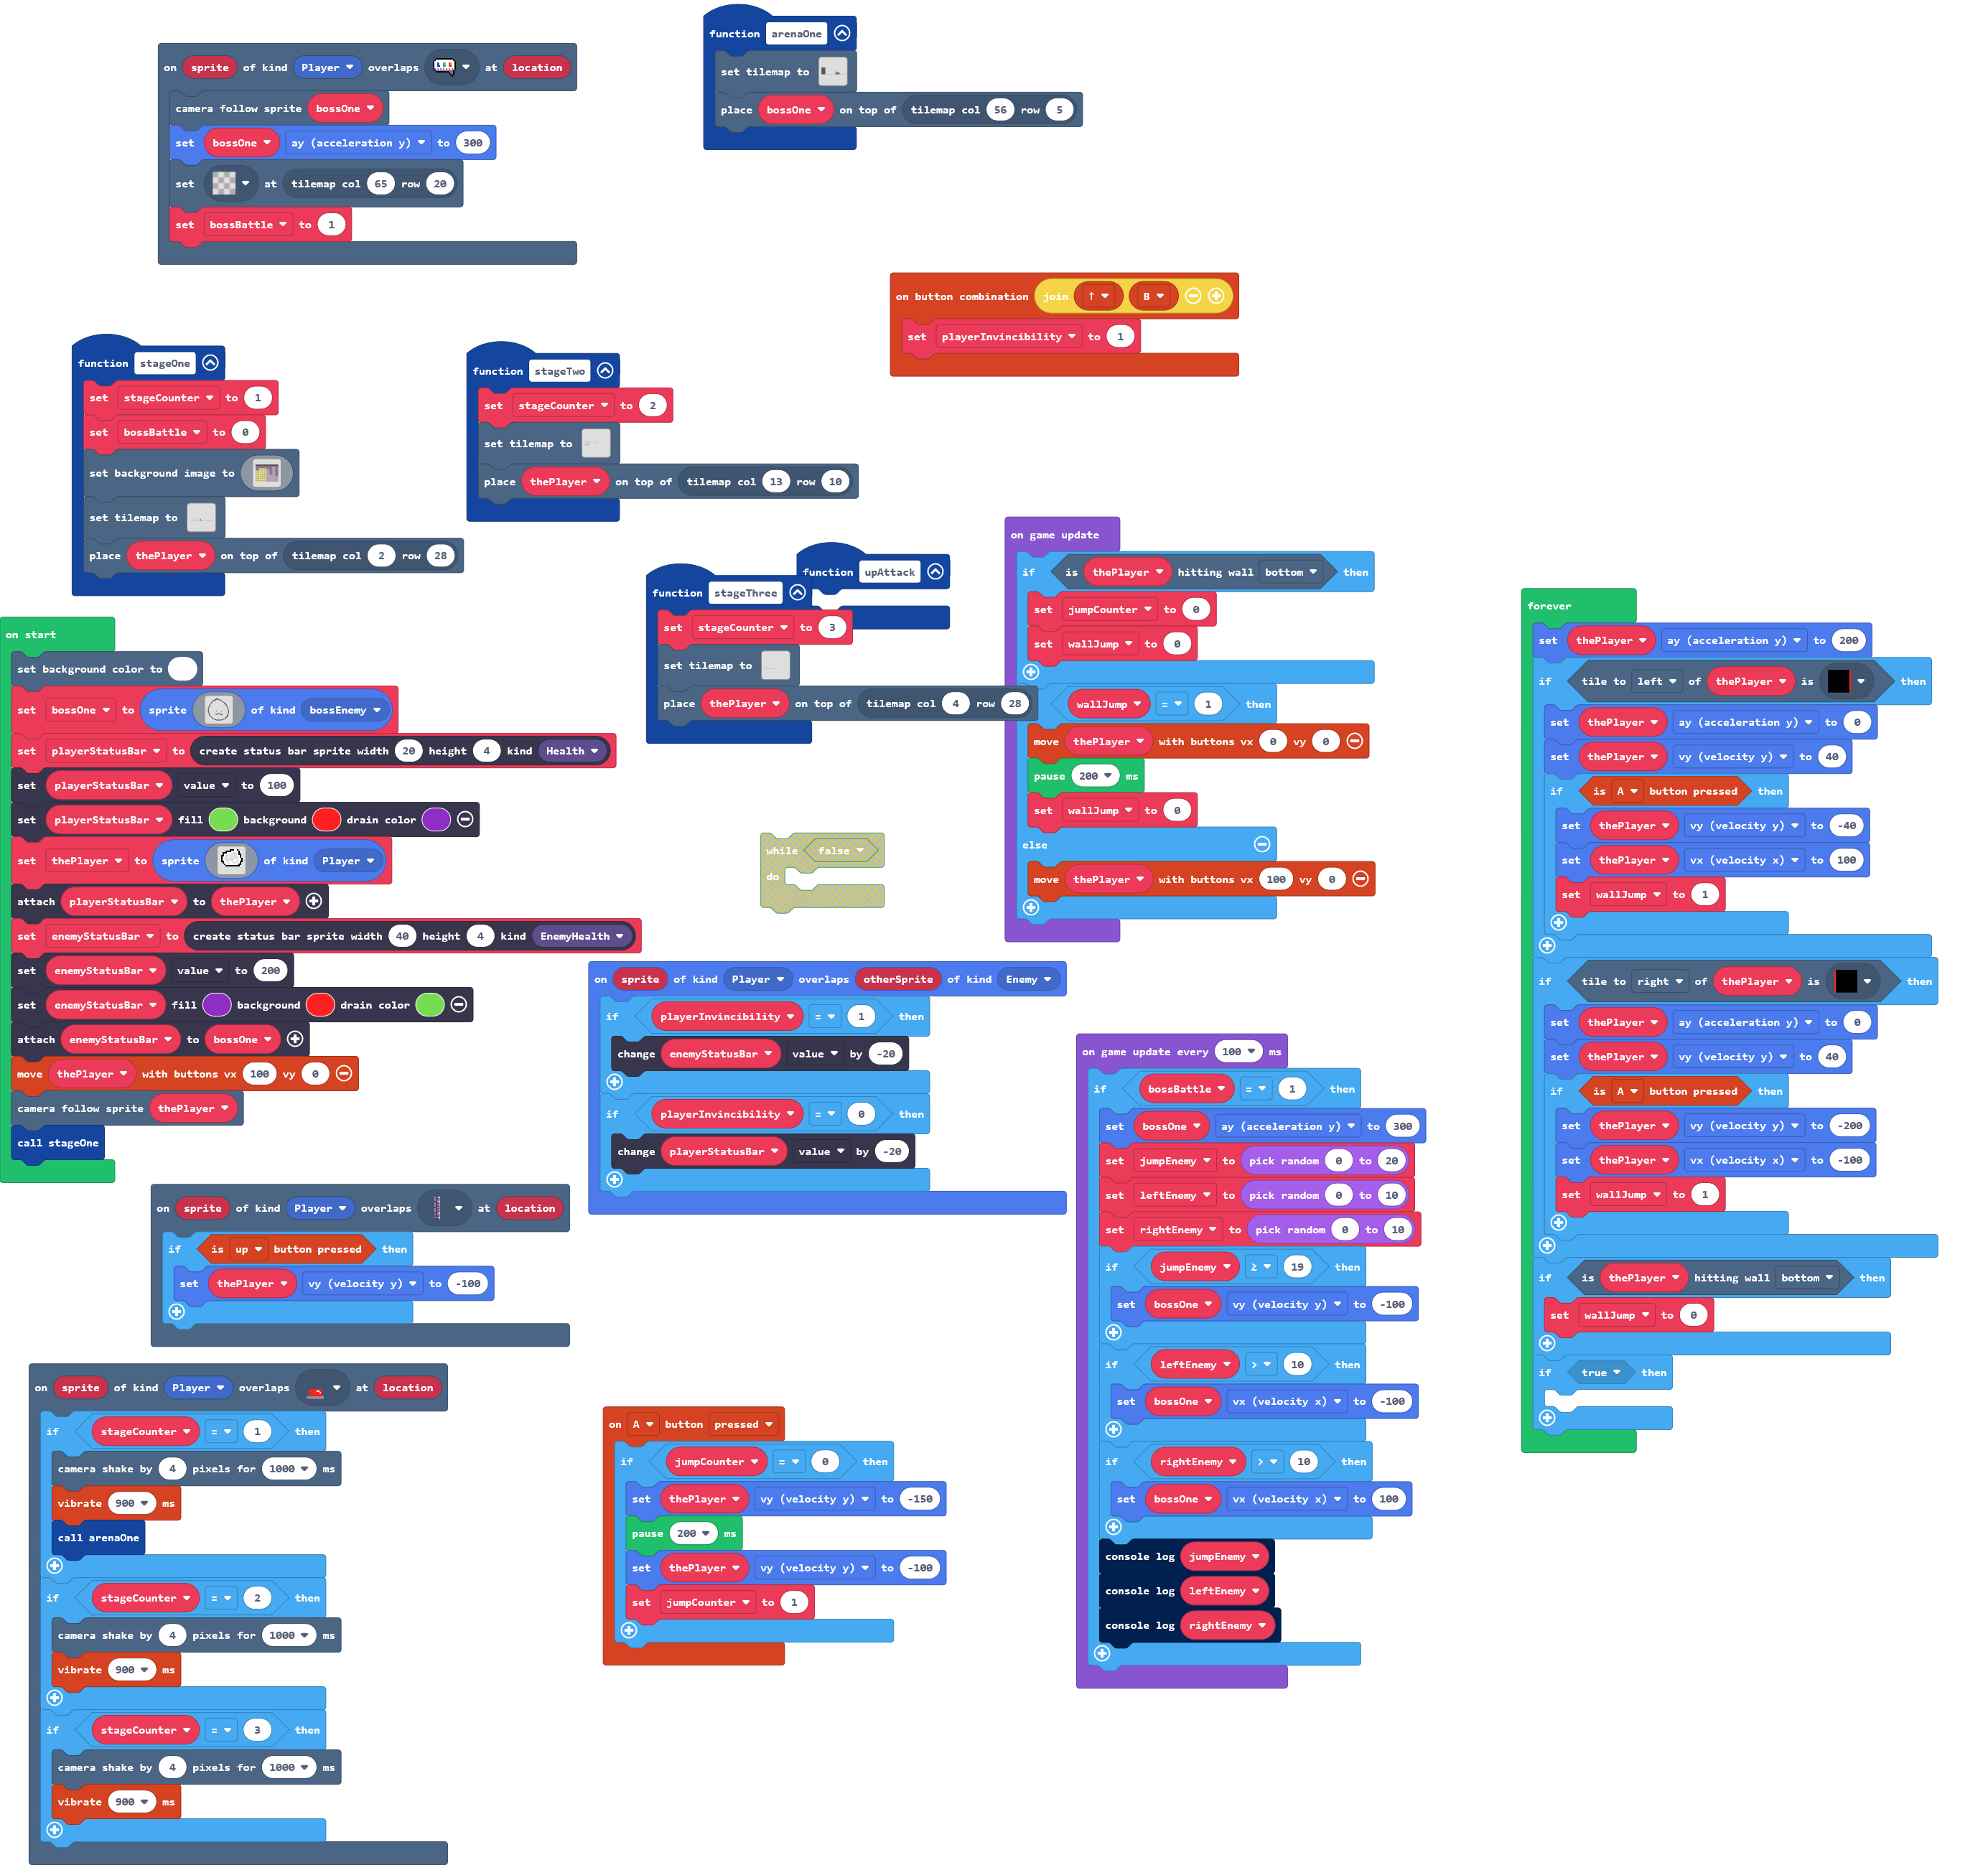 function arenaOne
set tilemap to
place bossOne on top of tilemap col 56 row 5
on sprite of kind Player overlaps at location
camera follow sprite bossOne
set bossOne ay (acceleration y) to 300
set at tilemap col 65 row 20
set bossBattle to 1
on button combination join ↑ B
set playerInvincibility to 1
function stageOne
set stageCounter to 1
set bossBattle to 0
set background image to
set tilemap to
place thePlayer on top of tilemap col 2 row 28
function stageTwo
set stageCounter to 2
set tilemap to
place thePlayer on top of tilemap col 13 row 10
function upAttack
function stageThree
set stageCounter to 3
set tilemap to
place thePlayer on top of tilemap col 4 row 28
on game update
if is thePlayer hitting wall bottom then
set jumpCounter to 0
set wallJump to 0
wallJump = 1 then
move thePlayer with buttons vx 0 vy 0
pause 200 ms
set wallJump to 0
else
move thePlayer with buttons vx 100 vy 0
forever
set thePlayer ay (acceleration y) to 200
if tile to left of thePlayer is then
set thePlayer ay (acceleration y) to 0
set thePlayer vy (velocity y) to 40
if is A button pressed then
set thePlayer vy (velocity y) to -40
set thePlayer vx (velocity x) to 100
set wallJump to 1
if tile to right of thePlayer is then
set thePlayer ay (acceleration y) to 0
set thePlayer vy (velocity y) to 40
if is A button pressed then
set thePlayer vy (velocity y) to -200
set thePlayer vx (velocity x) to -100
set wallJump to 1
if is thePlayer hitting wall bottom then
set wallJump to 0
if true then
on start
set background color to
set bossOne to sprite of kind bossEnemy
set playerStatusBar to create status bar sprite width 20 height 4 kind Health
set playerStatusBar value to 100
set playerStatusBar fill background drain color
set thePlayer to sprite of kind Player
attach playerStatusBar to thePlayer
set enemyStatusBar to create status bar sprite width 40 height 4 kind EnemyHealth
set enemyStatusBar value to 200
set enemyStatusBar fill background drain color
attach enemyStatusBar to bossOne
move thePlayer with buttons vx 100 vy 0
camera follow sprite thePlayer
call stageOne
while false
do
on sprite of kind Player overlaps otherSprite of kind Enemy
if playerInvincibility = 1 then
change enemyStatusBar value by -20
if playerInvincibility = 0 then
change playerStatusBar value by -20
on game update every 100 ms
if bossBattle = 1 then
set bossOne ay (acceleration y) to 300
set jumpEnemy to pick random 0 to 20
set leftEnemy to pick random 0 to 10
set rightEnemy to pick random 0 to 10
if jumpEnemy ≥ 19 then
set bossOne vy (velocity y) to -100
if leftEnemy > 10 then
set bossOne vx (velocity x) to -100
if rightEnemy > 10 then
set bossOne vx (velocity x) to 100
console log jumpEnemy
console log leftEnemy
console log rightEnemy
on sprite of kind Player overlaps at location
if is up button pressed then
set thePlayer vy (velocity y) to -100
on sprite of kind Player overlaps at location
if stageCounter = 1 then
camera shake by 4 pixels for 1000 ms
vibrate 900 ms
call arenaOne
if stageCounter = 2 then
camera shake by 4 pixels for 1000 ms
vibrate 900 ms
if stageCounter = 3 then
camera shake by 4 pixels for 1000 ms
vibrate 900 ms
on A button pressed
if jumpCounter = 0 then
set thePlayer vy (velocity y) to -150
pause 200 ms
set thePlayer vy (velocity y) to -100
set jumpCounter to 1